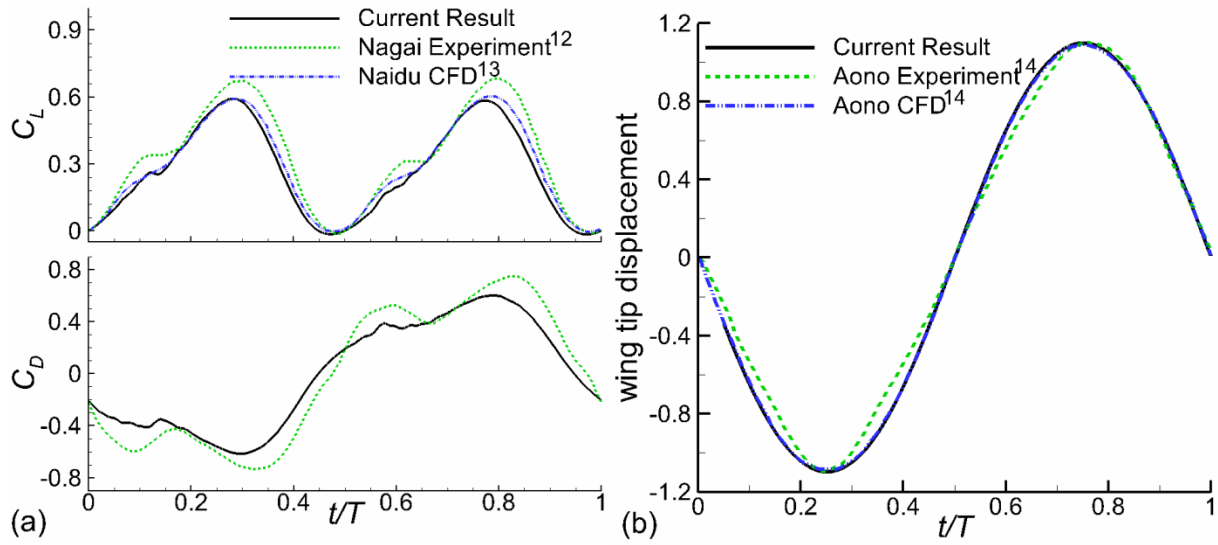 0.9
Current Result
Nagai Experiment12
Naidu CFD13
0.6
CL
0.3
0
0.8
0.4
CD
0
-0.4
-0.8
0 0.2 0.4 0.6 0.8 1
t/T
(a)
1.2
Current Result
Aono Experiment14
Aono CFD14
0.8
0.4
wing tip displacement
0
-0.4
-0.8
-1.2
0 0.2 0.4 0.6 0.8 1
t/T
(b)